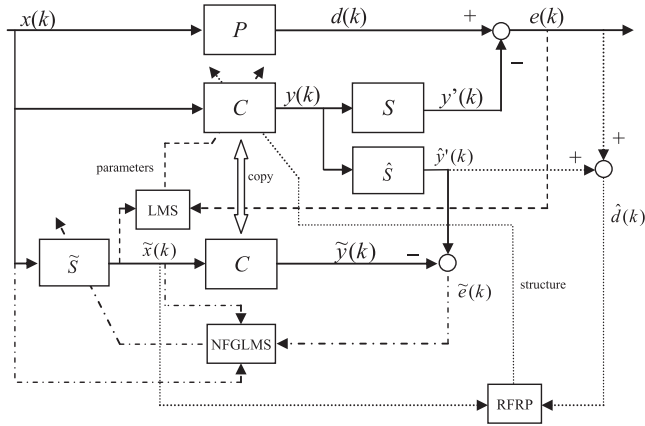 x(k)
P
d(k)
+
e(k)
−
C
y(k)
S
y'(k)
+
parameters
copy
Ŝ
ŷ'(k)
+
LMS
d̂(k)
S̃
x̃(k)
C
ỹ(k)
−
ẽ(k)
structure
NFGLMS
RFRP